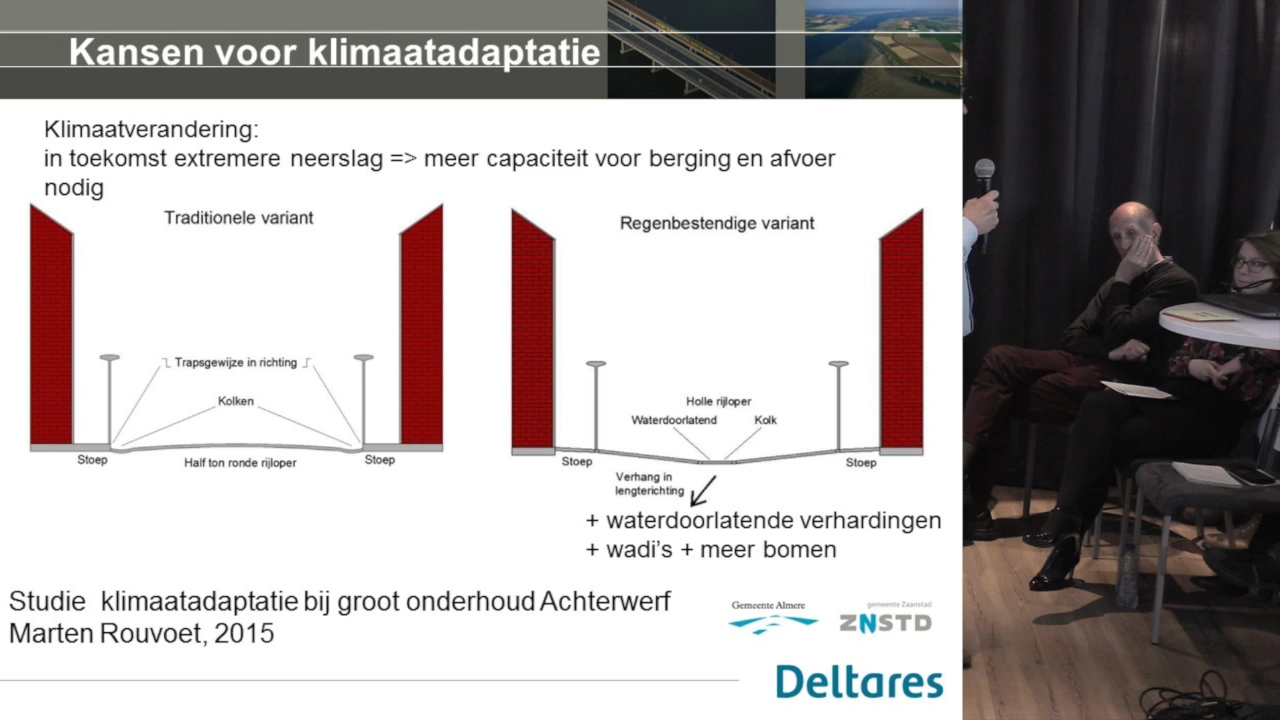 Kansen voor klimaatadaptatie
Klimaatverandering:
in toekomst extremere neerslag => meer capaciteit voor berging en afvoer
nodig
Traditionele variant
Trapsgewijze in richting
Kolken
Stoep
Half ton ronde rijloper
Stoep
Regenbestendige variant
Holle rijloper
Waterdoorlatend
Kolk
Stoep
Stoep
Verhang in
lengterichting
+ waterdoorlatende verhardingen
+ wadi's + meer bomen
Studie klimaatadaptatie bij groot onderhoud Achterwerf
Marten Rouvoet, 2015
Gemeente Almere
gemeente Zaanstad
ZNSTD
Deltares